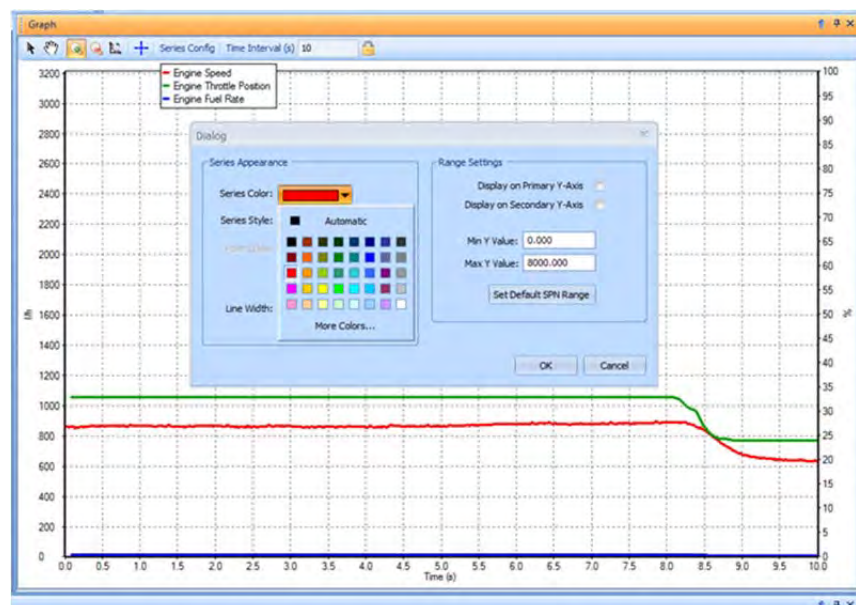 Graph
Series Config Time Interval (s) 10
Engine Speed
Engine Throttle Position
Engine Fuel Rate
3200
3000
2800
2600
2400
2200
2000
1800
1600
1400
1200
1000
800
600
400
200
0
l/h
Dialog
Series Appearance
Series Color:
Series Style:
Automatic
Line Width:
More Colors...
Range Settings
Display on Primary Y-Axis
Display on Secondary Y-Axis
Min Y Value: 0.000
Max Y Value: 8000.000
Set Default SPN Range
OK Cancel
100
95
90
85
80
75
70
65
60
55
50
45
40
35
30
25
20
15
10
5
0
%
0.0 0.5 1.0 1.5 2.0 2.5 3.0 3.5 4.0 4.5 5.0 5.5 6.0 6.5 7.0 7.5 8.0 8.5 9.0 9.5 10.0
Time (s)